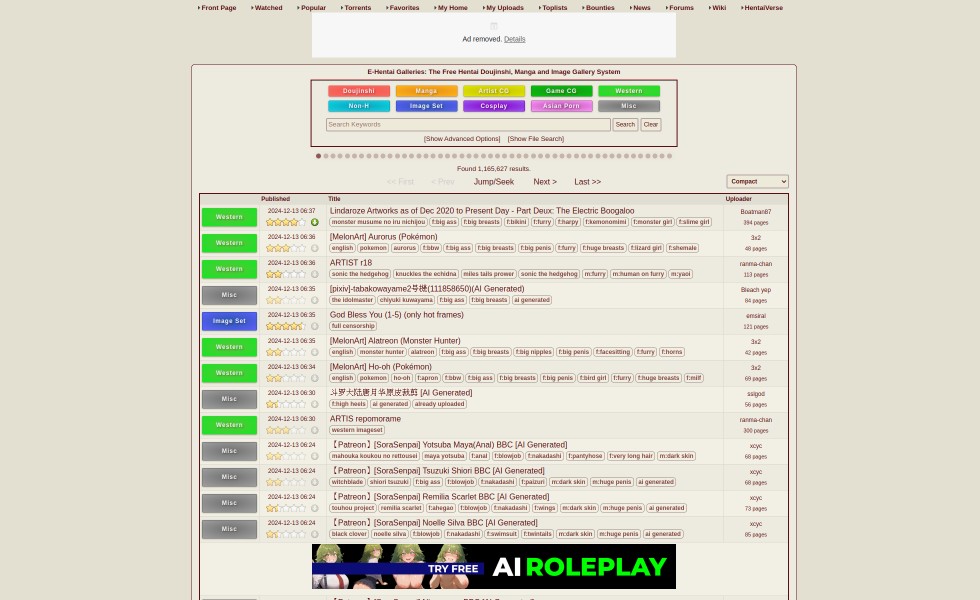 Front Page Watched Popular Torrents Favorites My Home My Uploads Toplists Bounties News Forums Wiki HentaiVerse
Ad removed. Details
E-Hentai Galleries: The Free Hentai Doujinshi, Manga and Image Gallery System
Doujinshi Manga Artist CG Game CG Western
Non-H Image Set Cosplay Asian Porn Misc
Search Keywords Search Clear
[Show Advanced Options] [Show File Search]
Found 1,165,627 results.
<< First < Prev Jump/Seek Next > Last >> Compact
Published Title Uploader
Western 2024-12-13 06:37 Lindaroze Artworks as of Dec 2020 to Present Day - Part Deux: The Electric Boogaloo Boatman87
monster musume no iru nichijou f:big ass f:big breasts f:bikini f:furry f:harpy f:kemonomimi f:monster girl f:slime girl 394 pages
Western 2024-12-13 06:36 [MelonArt] Aurorus (Pokémon) 3x2
english pokemon aurorus f:bbw f:big ass f:big breasts f:big penis f:furry f:huge breasts f:lizard girl f:shemale 48 pages
Western 2024-12-13 06:36 ARTIST r18 ranma-chan
sonic the hedgehog knuckles the echidna miles tails prower sonic the hedgehog m:furry m:human on furry m:yaoi 113 pages
Misc 2024-12-13 06:35 [pixiv]-tabakowayame2号機(111858650)(AI Generated) Bleach yep
the idolmaster chiyuki kuwayama f:big ass f:big breasts ai generated 84 pages
Image Set 2024-12-13 06:35 God Bless You (1-5) (only hot frames) emsirai
full censorship 121 pages
Western 2024-12-13 06:35 [MelonArt] Alatreon (Monster Hunter) 3x2
english monster hunter alatreon f:big ass f:big breasts f:big nipples f:big penis f:facesitting f:furry f:horns 42 pages
Western 2024-12-13 06:34 [MelonArt] Ho-oh (Pokémon) 3x2
english pokemon ho-oh f:apron f:bbw f:big ass f:big breasts f:big penis f:bird girl f:furry f:huge breasts f:milf 69 pages
Misc 2024-12-13 06:30 [AI Generated] sslgod
f:high heels ai generated already uploaded 56 pages
Western 2024-12-13 06:30 ARTIS repomorame ranma-chan
western imageset 300 pages
Misc 2024-12-13 06:24 【Patreon】[SoraSenpai] Yotsuba Maya(Anal) BBC [AI Generated] xcyc
mahouka koukou no rettousei maya yotsuba f:anal f:blowjob f:nakadashi f:pantyhose f:very long hair m:dark skin 68 pages
Misc 2024-12-13 06:24 【Patreon】[SoraSenpai] Tsuzuki Shiori BBC [AI Generated] xcyc
witchblade shiori tsuzuki f:big ass f:blowjob f:nakadashi f:paizuri m:dark skin m:huge penis ai generated 68 pages
Misc 2024-12-13 06:24 【Patreon】[SoraSenpai] Remilia Scarlet BBC [AI Generated] xcyc
touhou project remilia scarlet f:ahegao f:blowjob f:nakadashi f:wings m:dark skin m:huge penis ai generated 73 pages
Misc 2024-12-13 06:24 【Patreon】[SoraSenpai] Noelle Silva BBC [AI Generated] xcyc
black clover noelle silva f:blowjob f:nakadashi f:swimsuit f:twintails m:dark skin m:huge penis ai generated 85 pages
TRY FREE AI ROLEPLAY